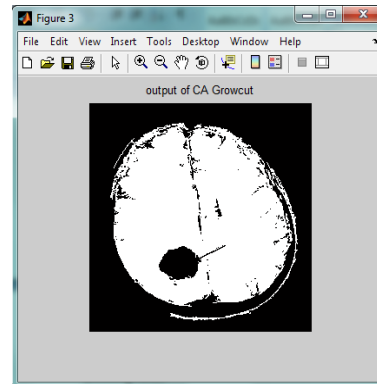 Figure 3
File Edit View Insert Tools Desktop Window Help
output of CA Growcut